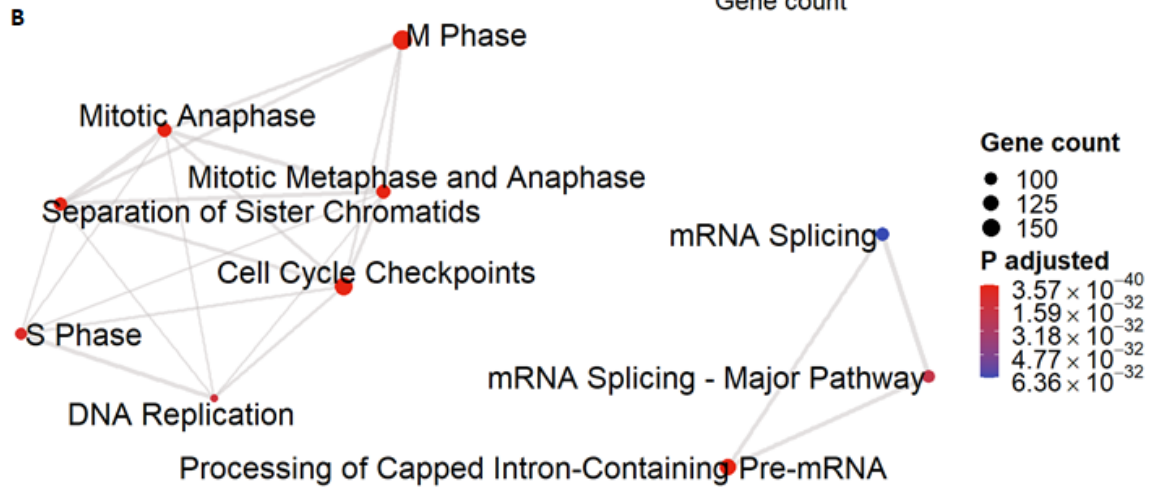 B
Gene count
M Phase
Mitotic Anaphase
Mitotic Metaphase and Anaphase
Separation of Sister Chromatids
Cell Cycle Checkpoints
S Phase
DNA Replication
mRNA Splicing
mRNA Splicing - Major Pathway
Processing of Capped Intron-Containing Pre-mRNA
Gene count
100
125
150
P adjusted
3.57 × 10⁻⁴⁰
1.59 × 10⁻³²
3.18 × 10⁻³²
4.77 × 10⁻³²
6.36 × 10⁻³²